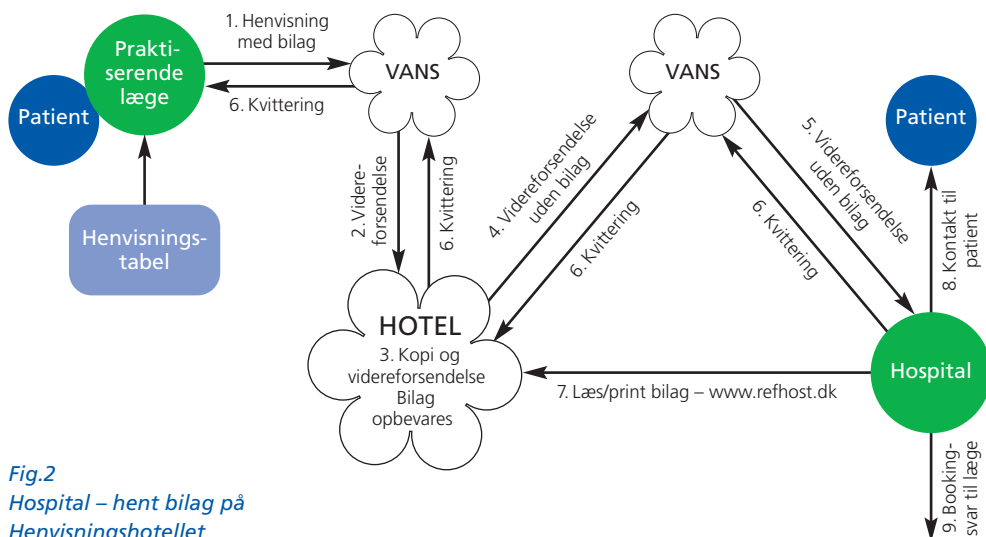 1. Henvisning
med bilag
Prakti-
serende
læge
VANS
VANS
6. Kvittering
Patient
Patient
Henvisnings-
tabel
2. Videre-
forsendelse
6. Kvittering
4. Videreforsendelse
uden bilag
6. Kvittering
5. Videreforsendelse
uden bilag
6. Kvittering
8. Kontakt til
patient
HOTEL
3. Kopi og
videreforsendelse
Bilag
opbevares
Hospital
7. Læs/print bilag – www.refhost.dk
9. Booking-
svar til læge
Fig.2
Hospital – hent bilag på
Henvisningshotellet